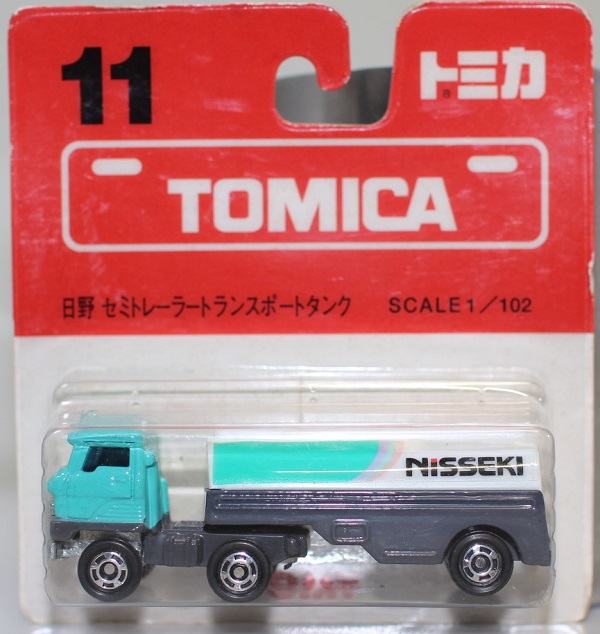 11
トミカ
®
TOMICA
日野 セミトレーラートランスポートタンク SCALE 1/102
NISSEKI